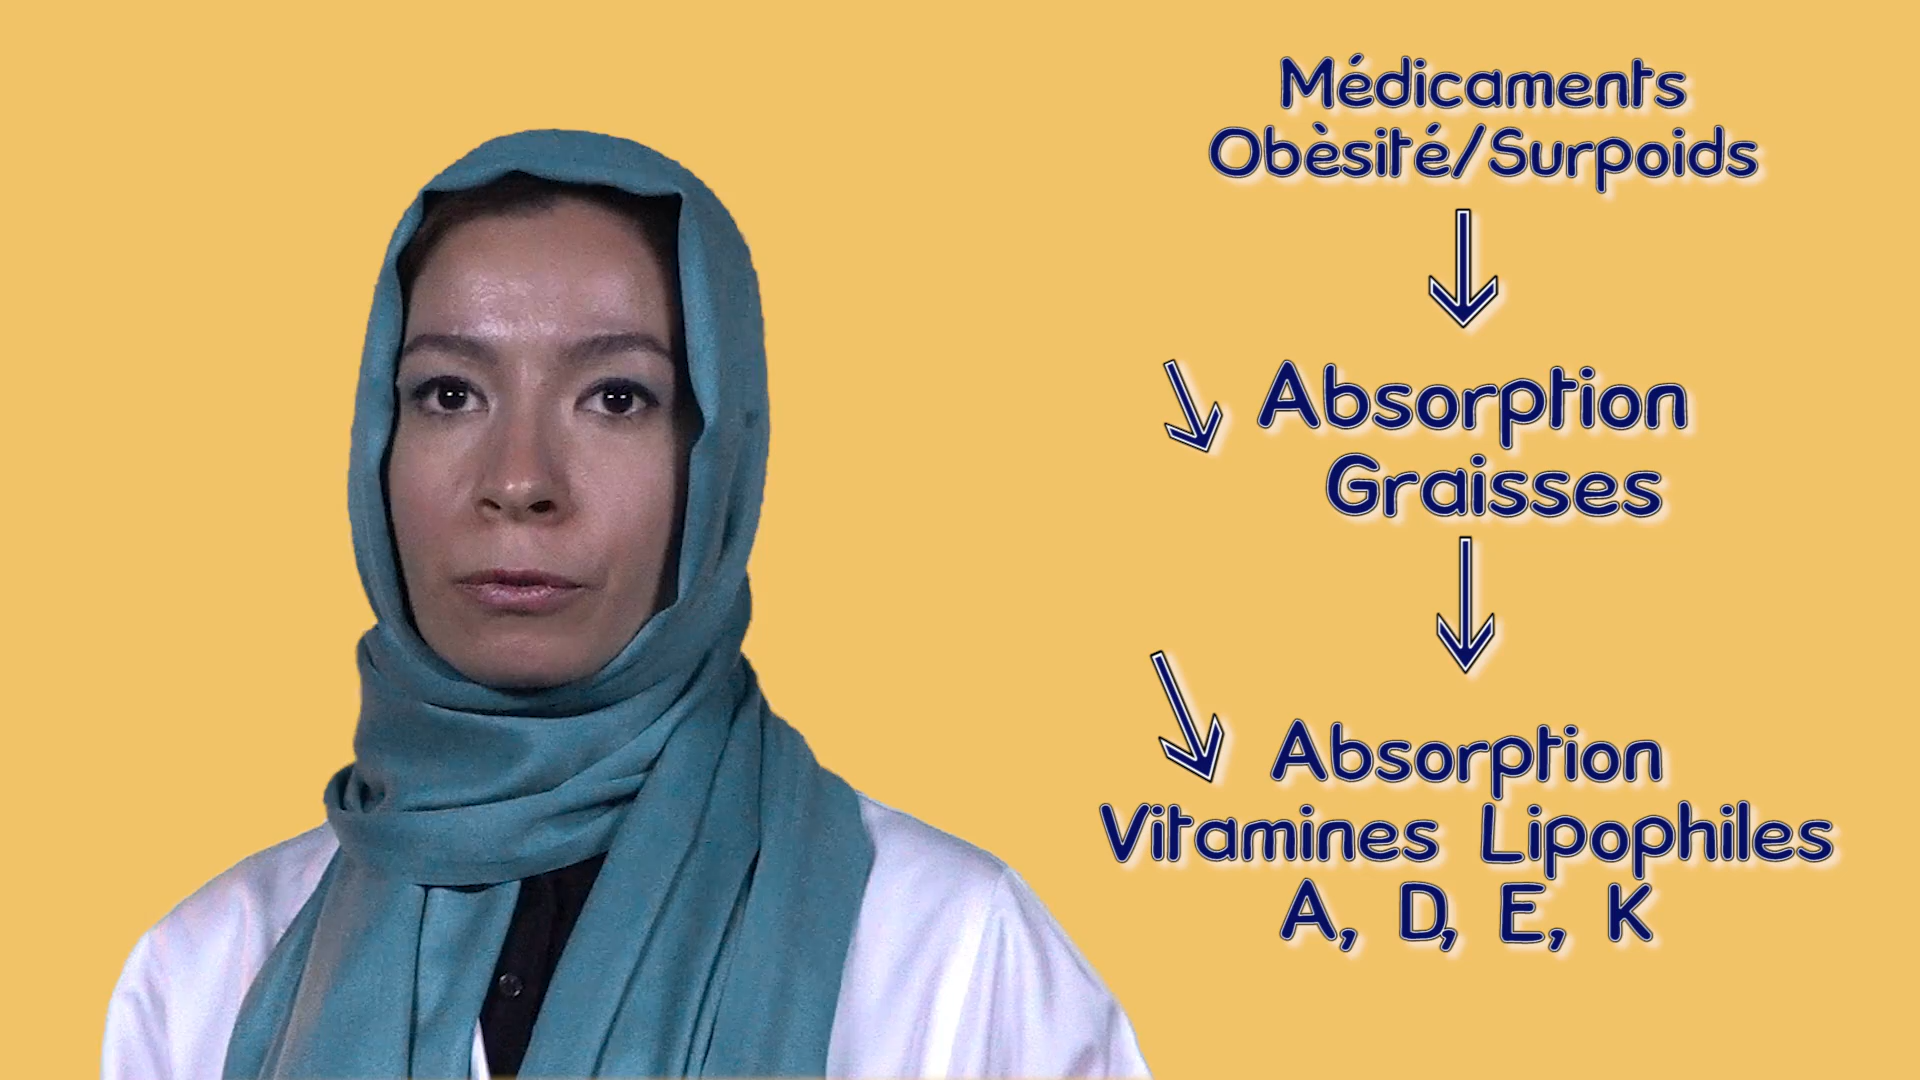 Médicaments
Obèsité/Surpoids
Absorption
Graisses
Absorption
Vitamines Lipophiles
A, D, E, K